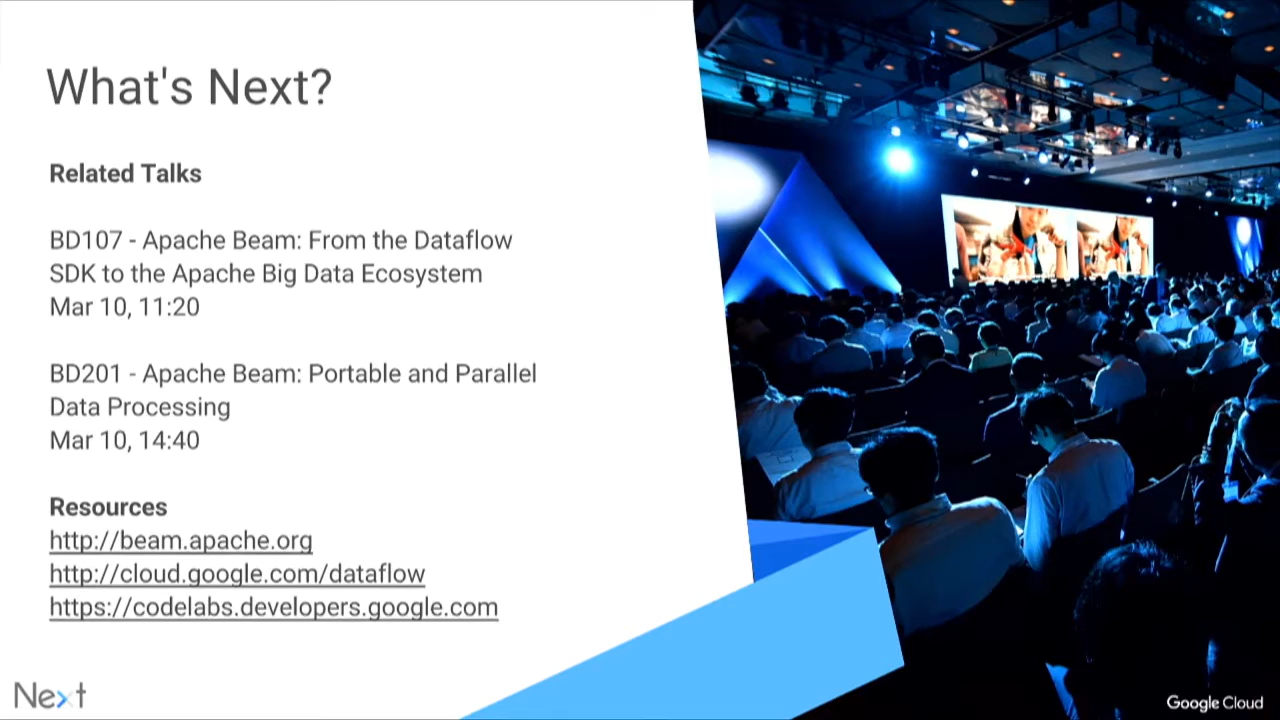 What's Next?
Related Talks
BD107 - Apache Beam: From the Dataflow
SDK to the Apache Big Data Ecosystem
Mar 10, 11:20
BD201 - Apache Beam: Portable and Parallel
Data Processing
Mar 10, 14:40
Resources
http://beam.apache.org
http://cloud.google.com/dataflow
https://codelabs.developers.google.com
Next
Google Cloud